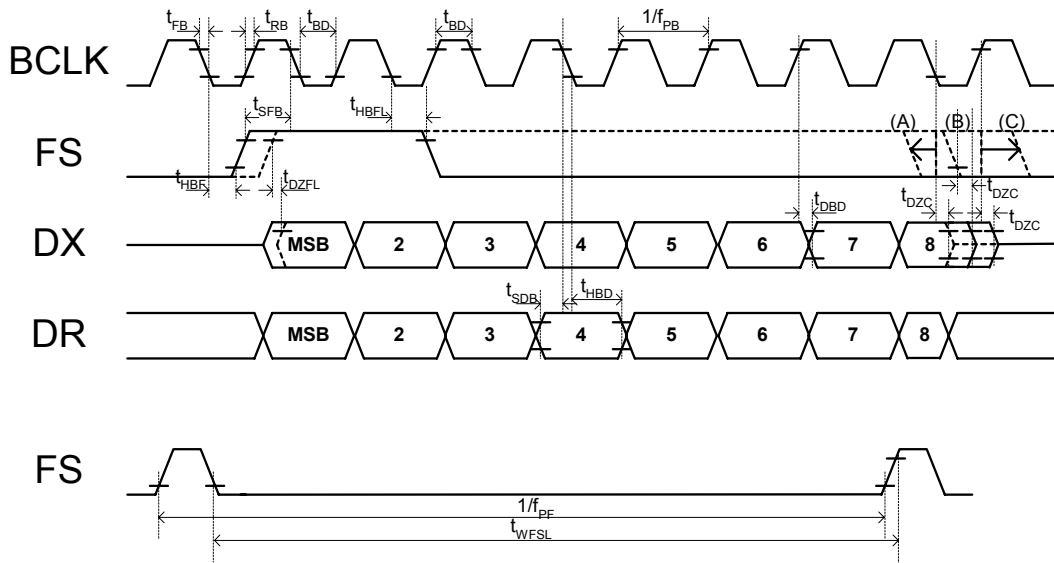 tFB tRB tBD tBD 1/fPB
BCLK
tSFB tHBFL (A) (B) (C)
FS
tHBF tDZFL tDZC tDZC
tDBD tDZC
DX MSB 2 3 4 5 6 7 8
tSDB tHBD
DR MSB 2 3 4 5 6 7 8
FS
1/fPF
tWFSL